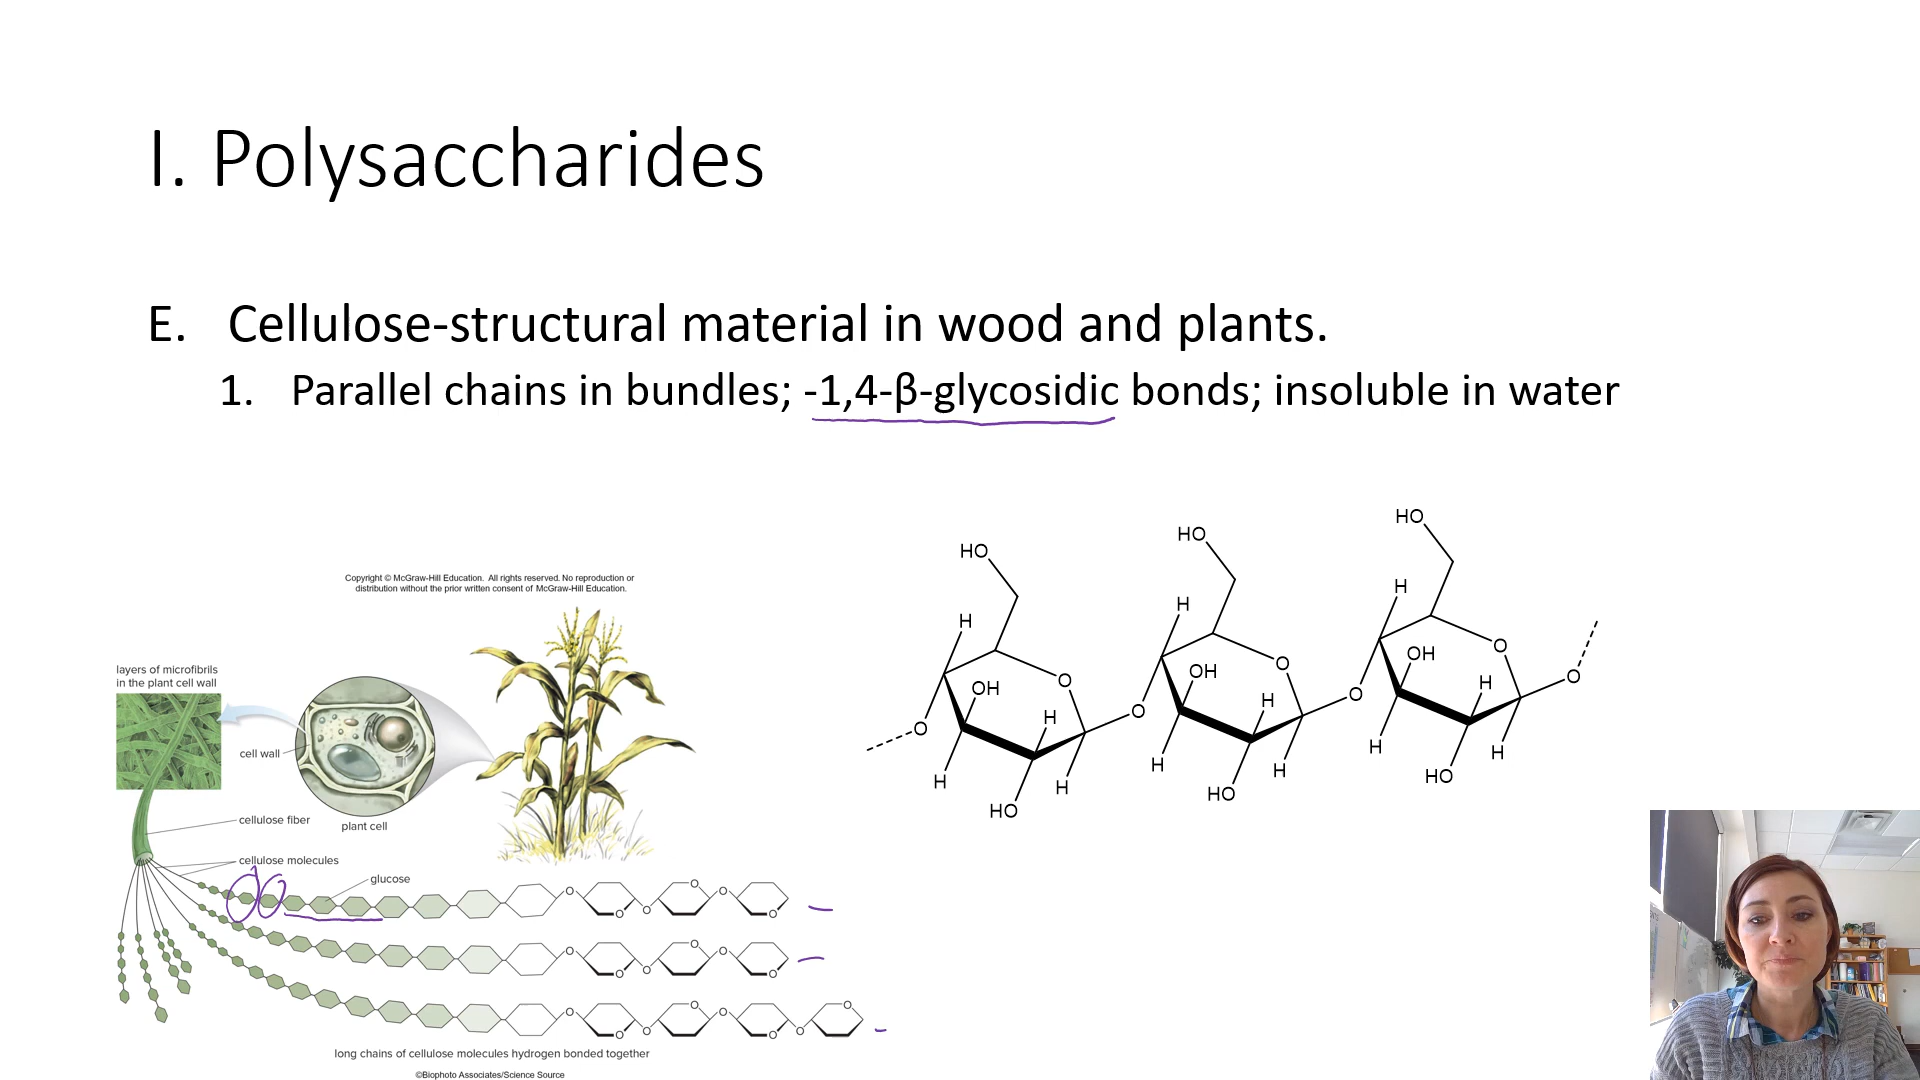 I. Polysaccharides
E. Cellulose-structural material in wood and plants.
1. Parallel chains in bundles; -1,4-β-glycosidic bonds; insoluble in water
Copyright © McGraw-Hill Education. All rights reserved. No reproduction or
distribution without the prior written consent of McGraw-Hill Education.
layers of microfibrils
in the plant cell wall
cell wall
cellulose fiber
plant cell
cellulose molecules
glucose
O O O O O
O O O O O
O O O O O O O
long chains of cellulose molecules hydrogen bonded together
©Biophoto Associates/Science Source
HO
HO
HO
H
H
H
OH
O
OH
O
OH
O
H
H
H
O
O
O
O
H
H
H
HO
H
H
HO
H
HO
H